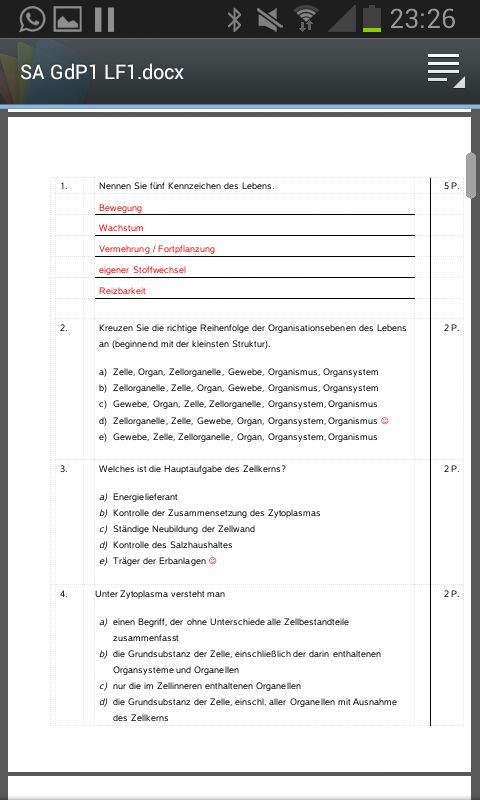 23:26
SA GdP1 LF1.docx
1. Nennen Sie fünf Kennzeichen des Lebens. 5 P.
Bewegung
Wachstum
Vermehrung / Fortpflanzung
eigener Stoffwechsel
Reizbarkeit
2. Kreuzen Sie die richtige Reihenfolge der Organisationsebenen des Lebens 2 P.
an (beginnend mit der kleinsten Struktur).
a) Zelle, Organ, Zellorganelle, Gewebe, Organismus, Organsystem
b) Zellorganelle, Zelle, Organ, Gewebe, Organismus, Organsystem
c) Gewebe, Organ, Zelle, Zellorganelle, Organsystem, Organismus
d) Zellorganelle, Zelle, Gewebe, Organ, Organsystem, Organismus ☺
e) Gewebe, Zelle, Zellorganelle, Organ, Organsystem, Organismus
3. Welches ist die Hauptaufgabe des Zellkerns? 2 P.
a) Energielieferant
b) Kontrolle der Zusammensetzung des Zytoplasmas
c) Ständige Neubildung der Zellwand
d) Kontrolle des Salzhaushaltes
e) Träger der Erbanlagen ☺
4. Unter Zytoplasma versteht man 2 P.
a) einen Begriff, der ohne Unterschiede alle Zellbestandteile
zusammenfasst
b) die Grundsubstanz der Zelle, einschließlich der darin enthaltenen
Organsysteme und Organellen
c) nur die im Zellinneren enthaltenen Organellen
d) die Grundsubstanz der Zelle, einschl. aller Organellen mit Ausnahme
des Zellkerns